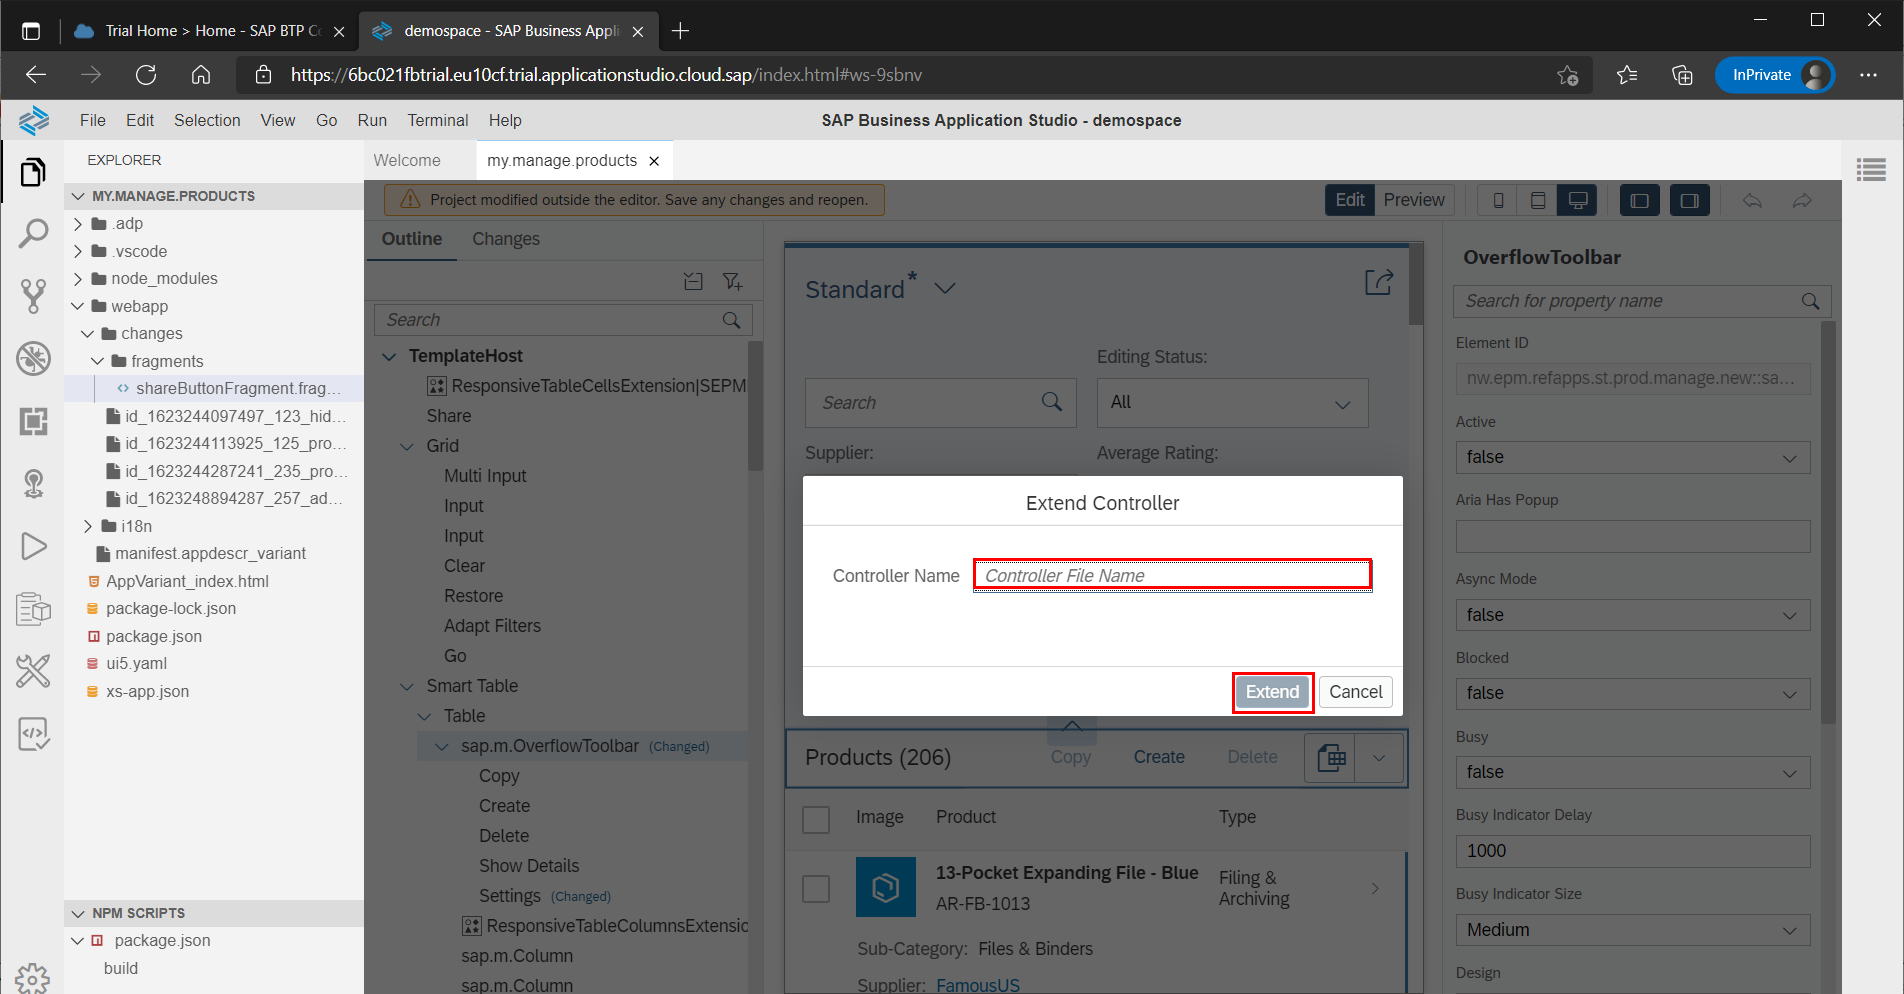 Trial Home > Home - SAP BTP Co
demospace - SAP Business Appli
https://6bc021fbtrial.eu10cf.trial.applicationstudio.cloud.sap/index.html#ws-9sbnv
InPrivate
File Edit Selection View Go Run Terminal Help
SAP Business Application Studio - demospace
EXPLORER
MY.MANAGE.PRODUCTS
.adp
.vscode
node_modules
webapp
changes
fragments
shareButtonFragment.frag...
id_1623244097497_123_hid...
id_1623244113925_125_pro...
id_1623244287241_235_pro...
id_1623248894287_257_ad...
i18n
manifest.appdescr_variant
AppVariant_index.html
package-lock.json
package.json
ui5.yaml
xs-app.json
NPM SCRIPTS
package.json
build
Welcome
my.manage.products
Project modified outside the editor. Save any changes and reopen.
Edit Preview
Outline Changes
Search
TemplateHost
ResponsiveTableCellsExtension|SEPM
Share
Grid
Multi Input
Input
Input
Clear
Restore
Adapt Filters
Go
Smart Table
Table
sap.m.OverflowToolbar (Changed)
Copy
Create
Delete
Show Details
Settings (Changed)
ResponsiveTableColumnsExtensio
sap.m.Column
sap.m.Column
Standard*
Editing Status:
Search
All
Supplier:
Average Rating:
Extend Controller
Controller Name
Controller File Name
Extend
Cancel
Products (206)
Copy Create Delete
Image Product Type
13-Pocket Expanding File - Blue
AR-FB-1013
Filing &
Archiving
Sub-Category: Files & Binders
Supplier: FamousUS
OverflowToolbar
Search for property name
Element ID
nw.epm.refapps.st.prod.manage.new::sa...
Active
false
Aria Has Popup
Async Mode
false
Blocked
false
Busy
false
Busy Indicator Delay
1000
Busy Indicator Size
Medium
Design